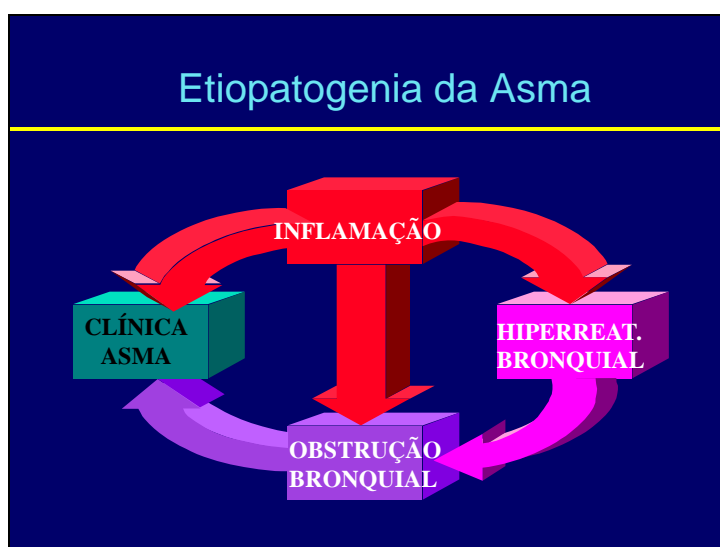 Etiopatogenia da Asma
INFLAMAÇÃO
CLÍNICA
ASMA
HIPERREAT.
BRONQUIAL
OBSTRUÇÃO
BRONQUIAL